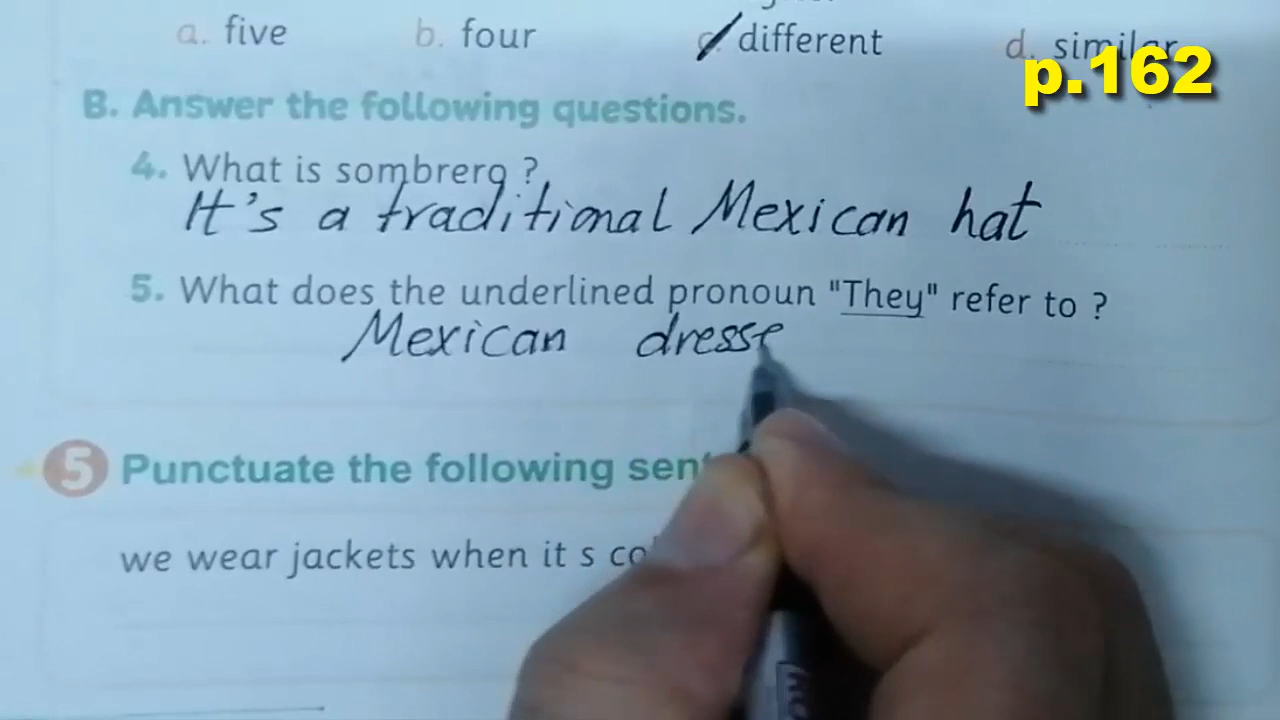 a. five b. four c. different d. similar
p.162
B. Answer the following questions.
4. What is sombrero ?
It's a traditional Mexican hat
5. What does the underlined pronoun "They" refer to ?
Mexican dresse
5 Punctuate the following sent
we wear jackets when it s co